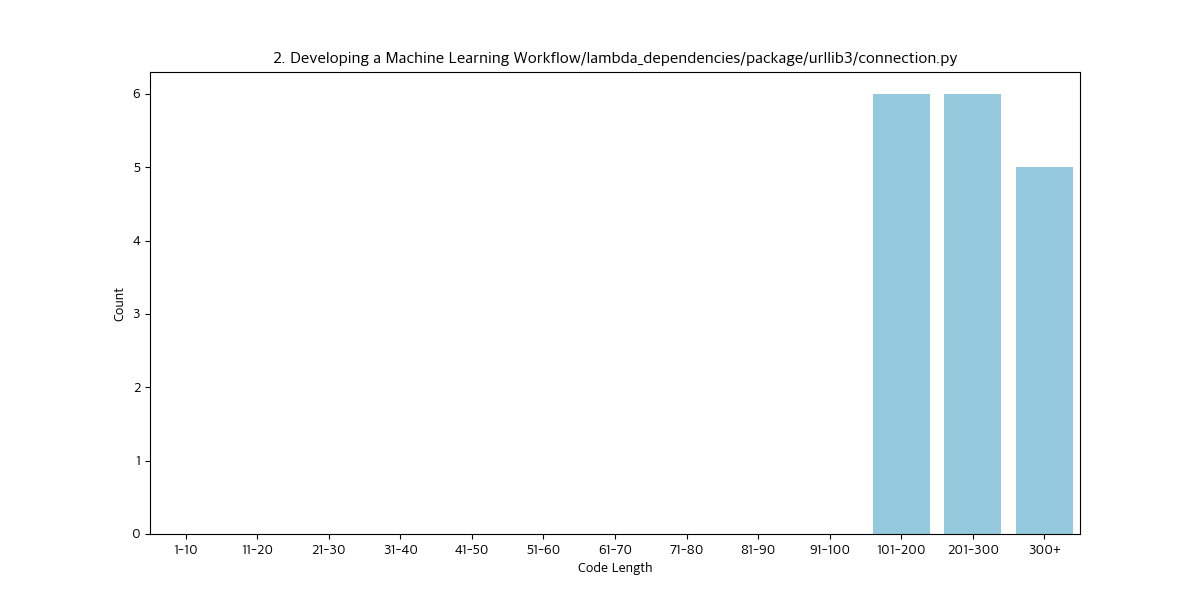 2. Developing a Machine Learning Workflow/lambda_dependencies/package/urllib3/connection.py
6
5
4
3
2
1
0
Count
1-10 11-20 21-30 31-40 41-50 51-60 61-70 71-80 81-90 91-100 101-200 201-300 300+
Code Length